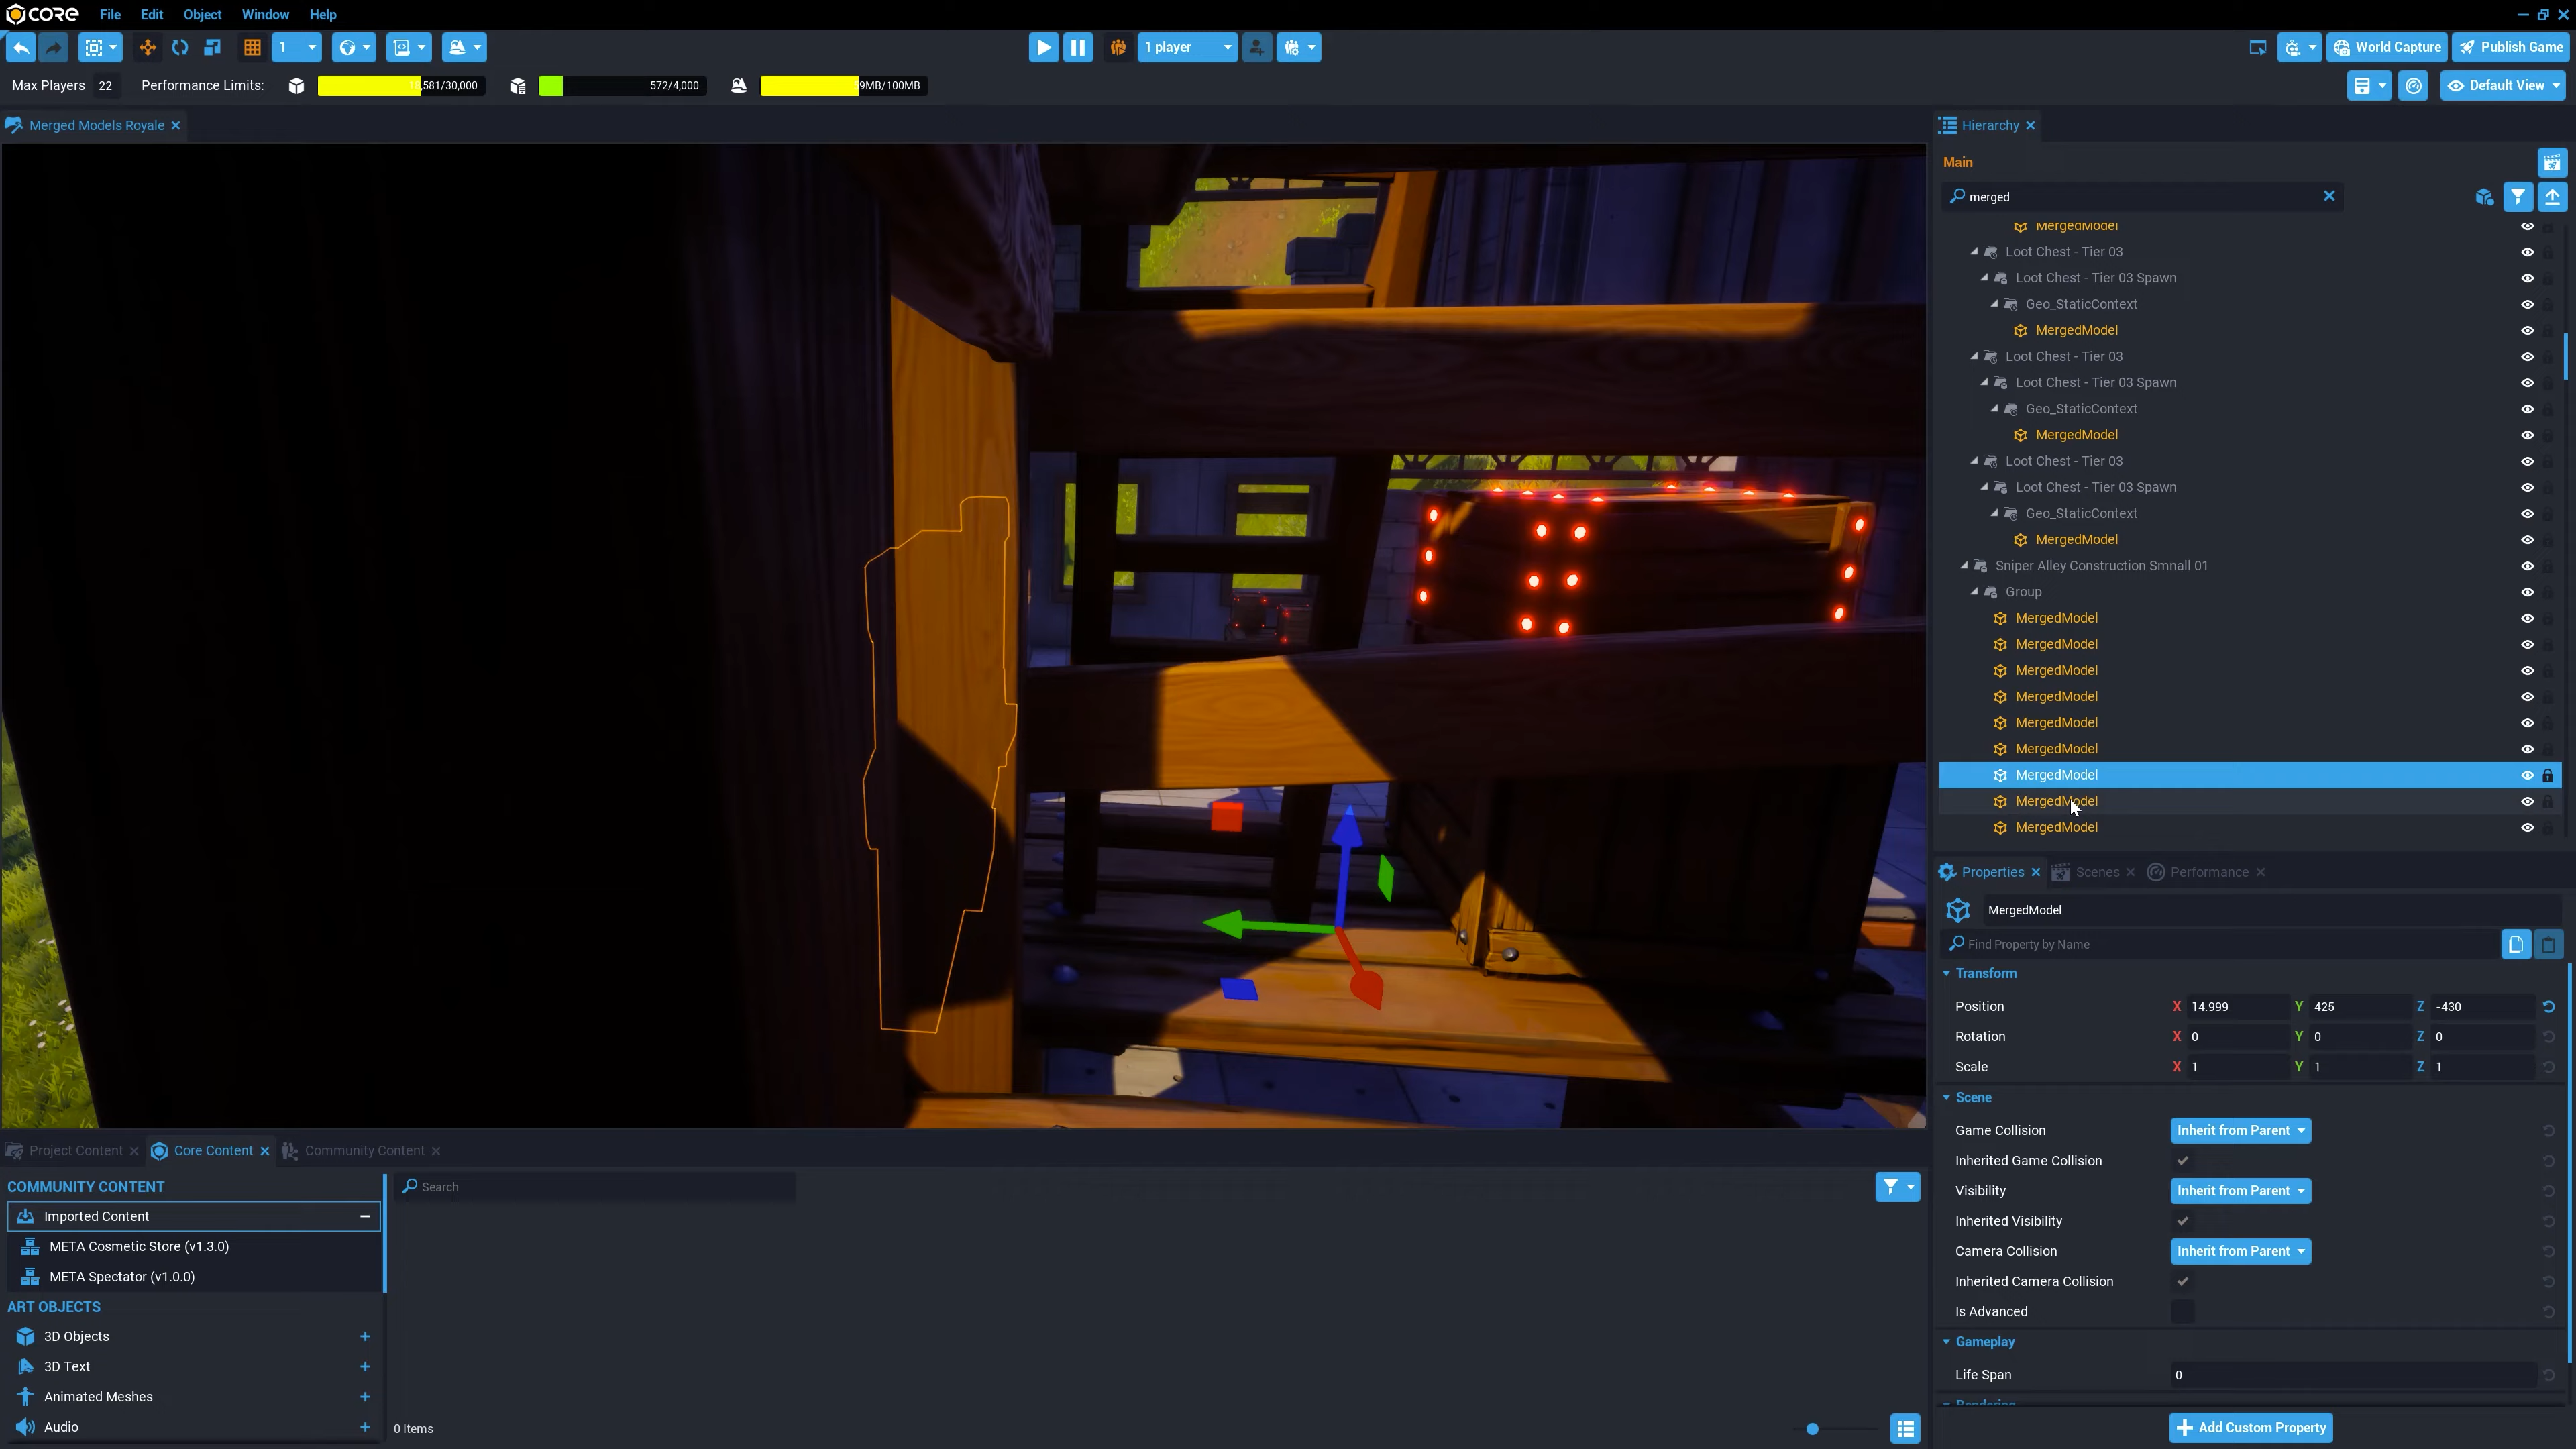 CORE File Edit Object Window Help
1 1 player World Capture Publish Game
Max Players 22 Performance Limits: 581/30,000 572/4,000 9MB/100MB Default View
Merged Models Royale
Hierarchy
Main
merged
MergedModel
Loot Chest - Tier 03
Loot Chest - Tier 03 Spawn
Geo_StaticContext
MergedModel
Loot Chest - Tier 03
Loot Chest - Tier 03 Spawn
Geo_StaticContext
MergedModel
Loot Chest - Tier 03
Loot Chest - Tier 03 Spawn
Geo_StaticContext
MergedModel
Sniper Alley Construction Smnall 01
Group
MergedModel
MergedModel
MergedModel
MergedModel
MergedModel
MergedModel
MergedModel
MergedModel
MergedModel
Properties Scenes Performance
MergedModel
Find Property by Name
Transform
Position X 14.999 Y 425 Z -430
Rotation X 0 Y 0 Z 0
Scale X 1 Y 1 Z 1
Scene
Game Collision Inherit from Parent
Inherited Game Collision
Visibility Inherit from Parent
Inherited Visibility
Camera Collision Inherit from Parent
Inherited Camera Collision
Is Advanced
Gameplay
Life Span 0
Rendering
Add Custom Property
Project Content Core Content Community Content
COMMUNITY CONTENT
Imported Content
META Cosmetic Store (v1.3.0)
META Spectator (v1.0.0)
ART OBJECTS
3D Objects
3D Text
Animated Meshes
Audio
Search
0 Items